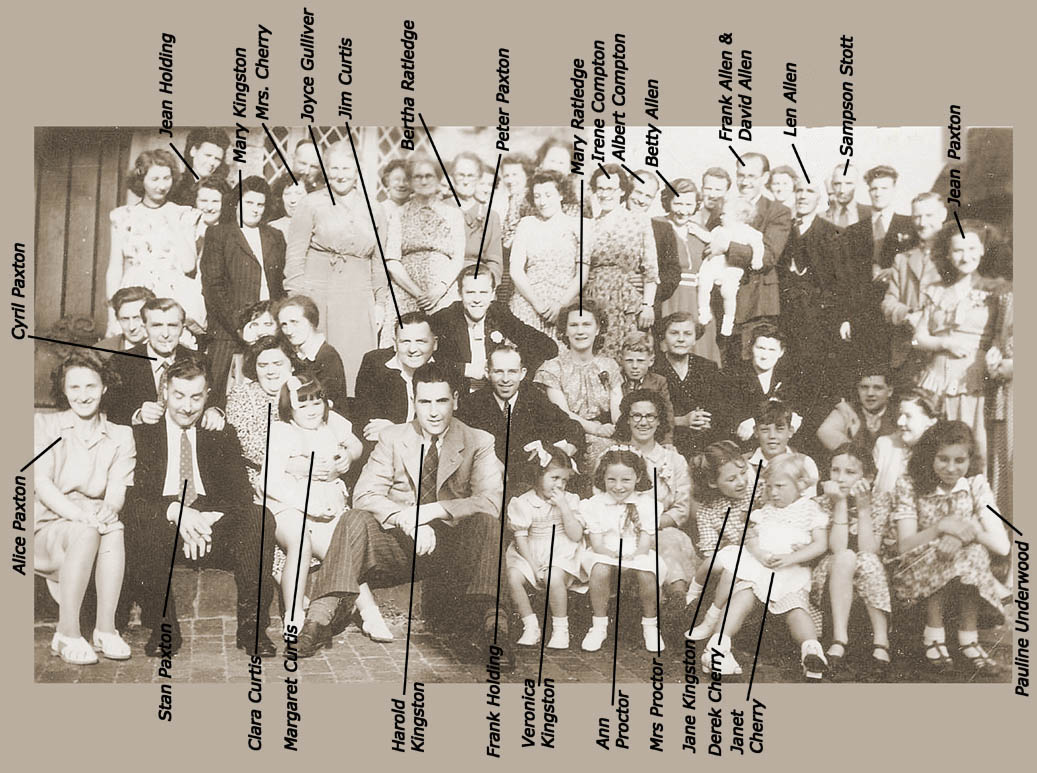 Cyril Paxton
Jean Holding
Mary Kingston
Mrs. Cherry
Joyce Gulliver
Jim Curtis
Bertha Ratledge
Peter Paxton
Mary Ratledge
Irene Compton
Albert Compton
Betty Allen
Frank Allen &
David Allen
Len Allen
Sampson Stott
Jean Paxton
Alice Paxton
Stan Paxton
Clara Curtis
Margaret Curtis
Harold
Kingston
Frank Holding
Veronica
Kingston
Ann
Proctor
Mrs Proctor
Jane Kingston
Derek Cherry
Janet
Cherry
Pauline Underwood